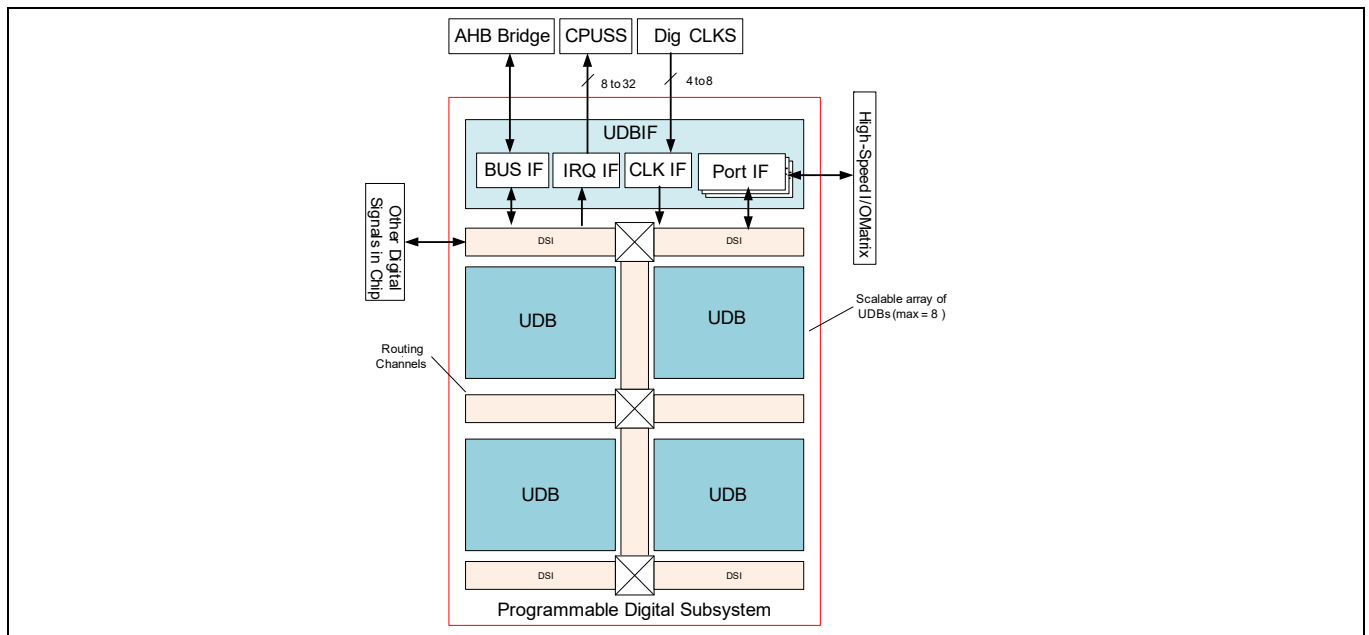 AHB Bridge
CPUSS
Dig CLKS
8 to 32
4 to 8
UDBIF
BUS IF
IRQ IF
CLK IF
Port IF
High-Speed I/OMatrix
Other Digital
Signals in Chip
DSI
DSI
UDB
UDB
Scalable array of
UDBs (max = 8 )
Routing
Channels
UDB
UDB
DSI
DSI
Programmable Digital Subsystem